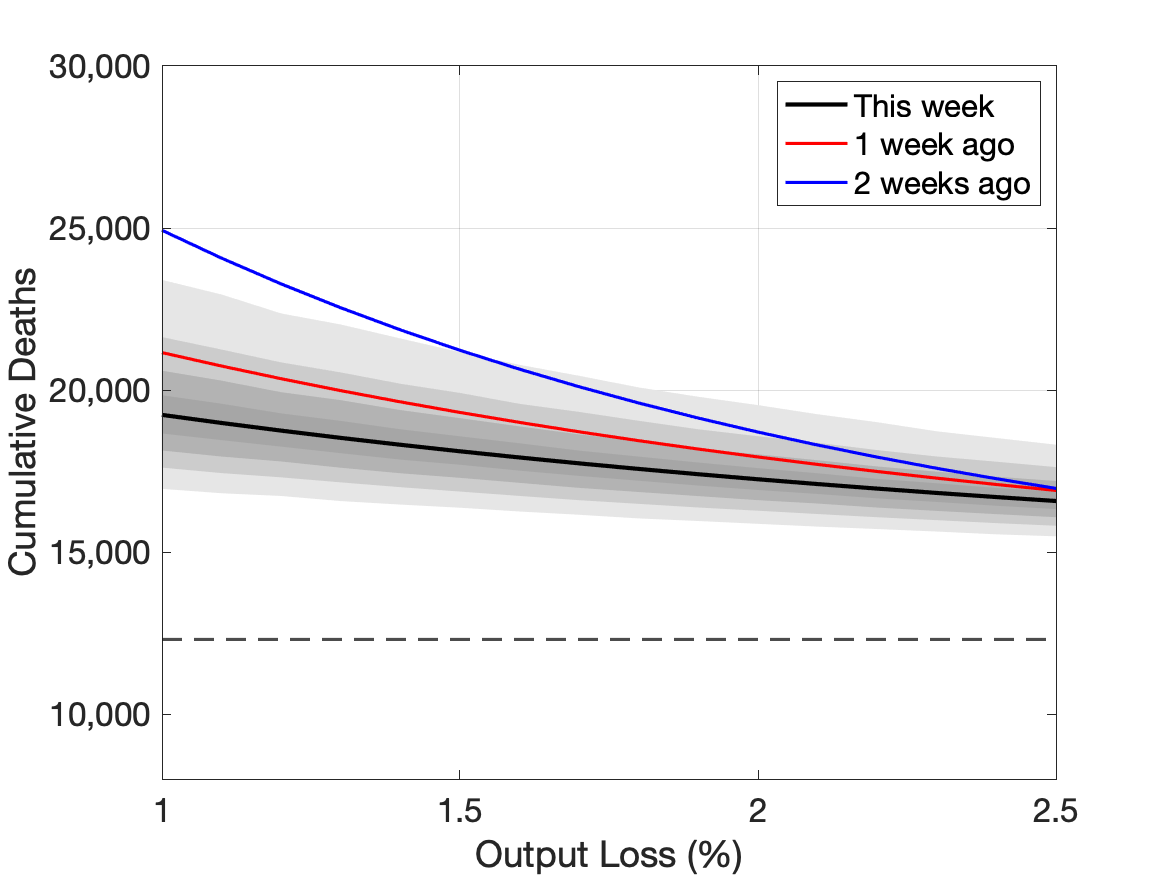 30,000
25,000
20,000
15,000
10,000
Cumulative Deaths
This week
1 week ago
2 weeks ago
1
1.5
2
2.5
Output Loss (%)